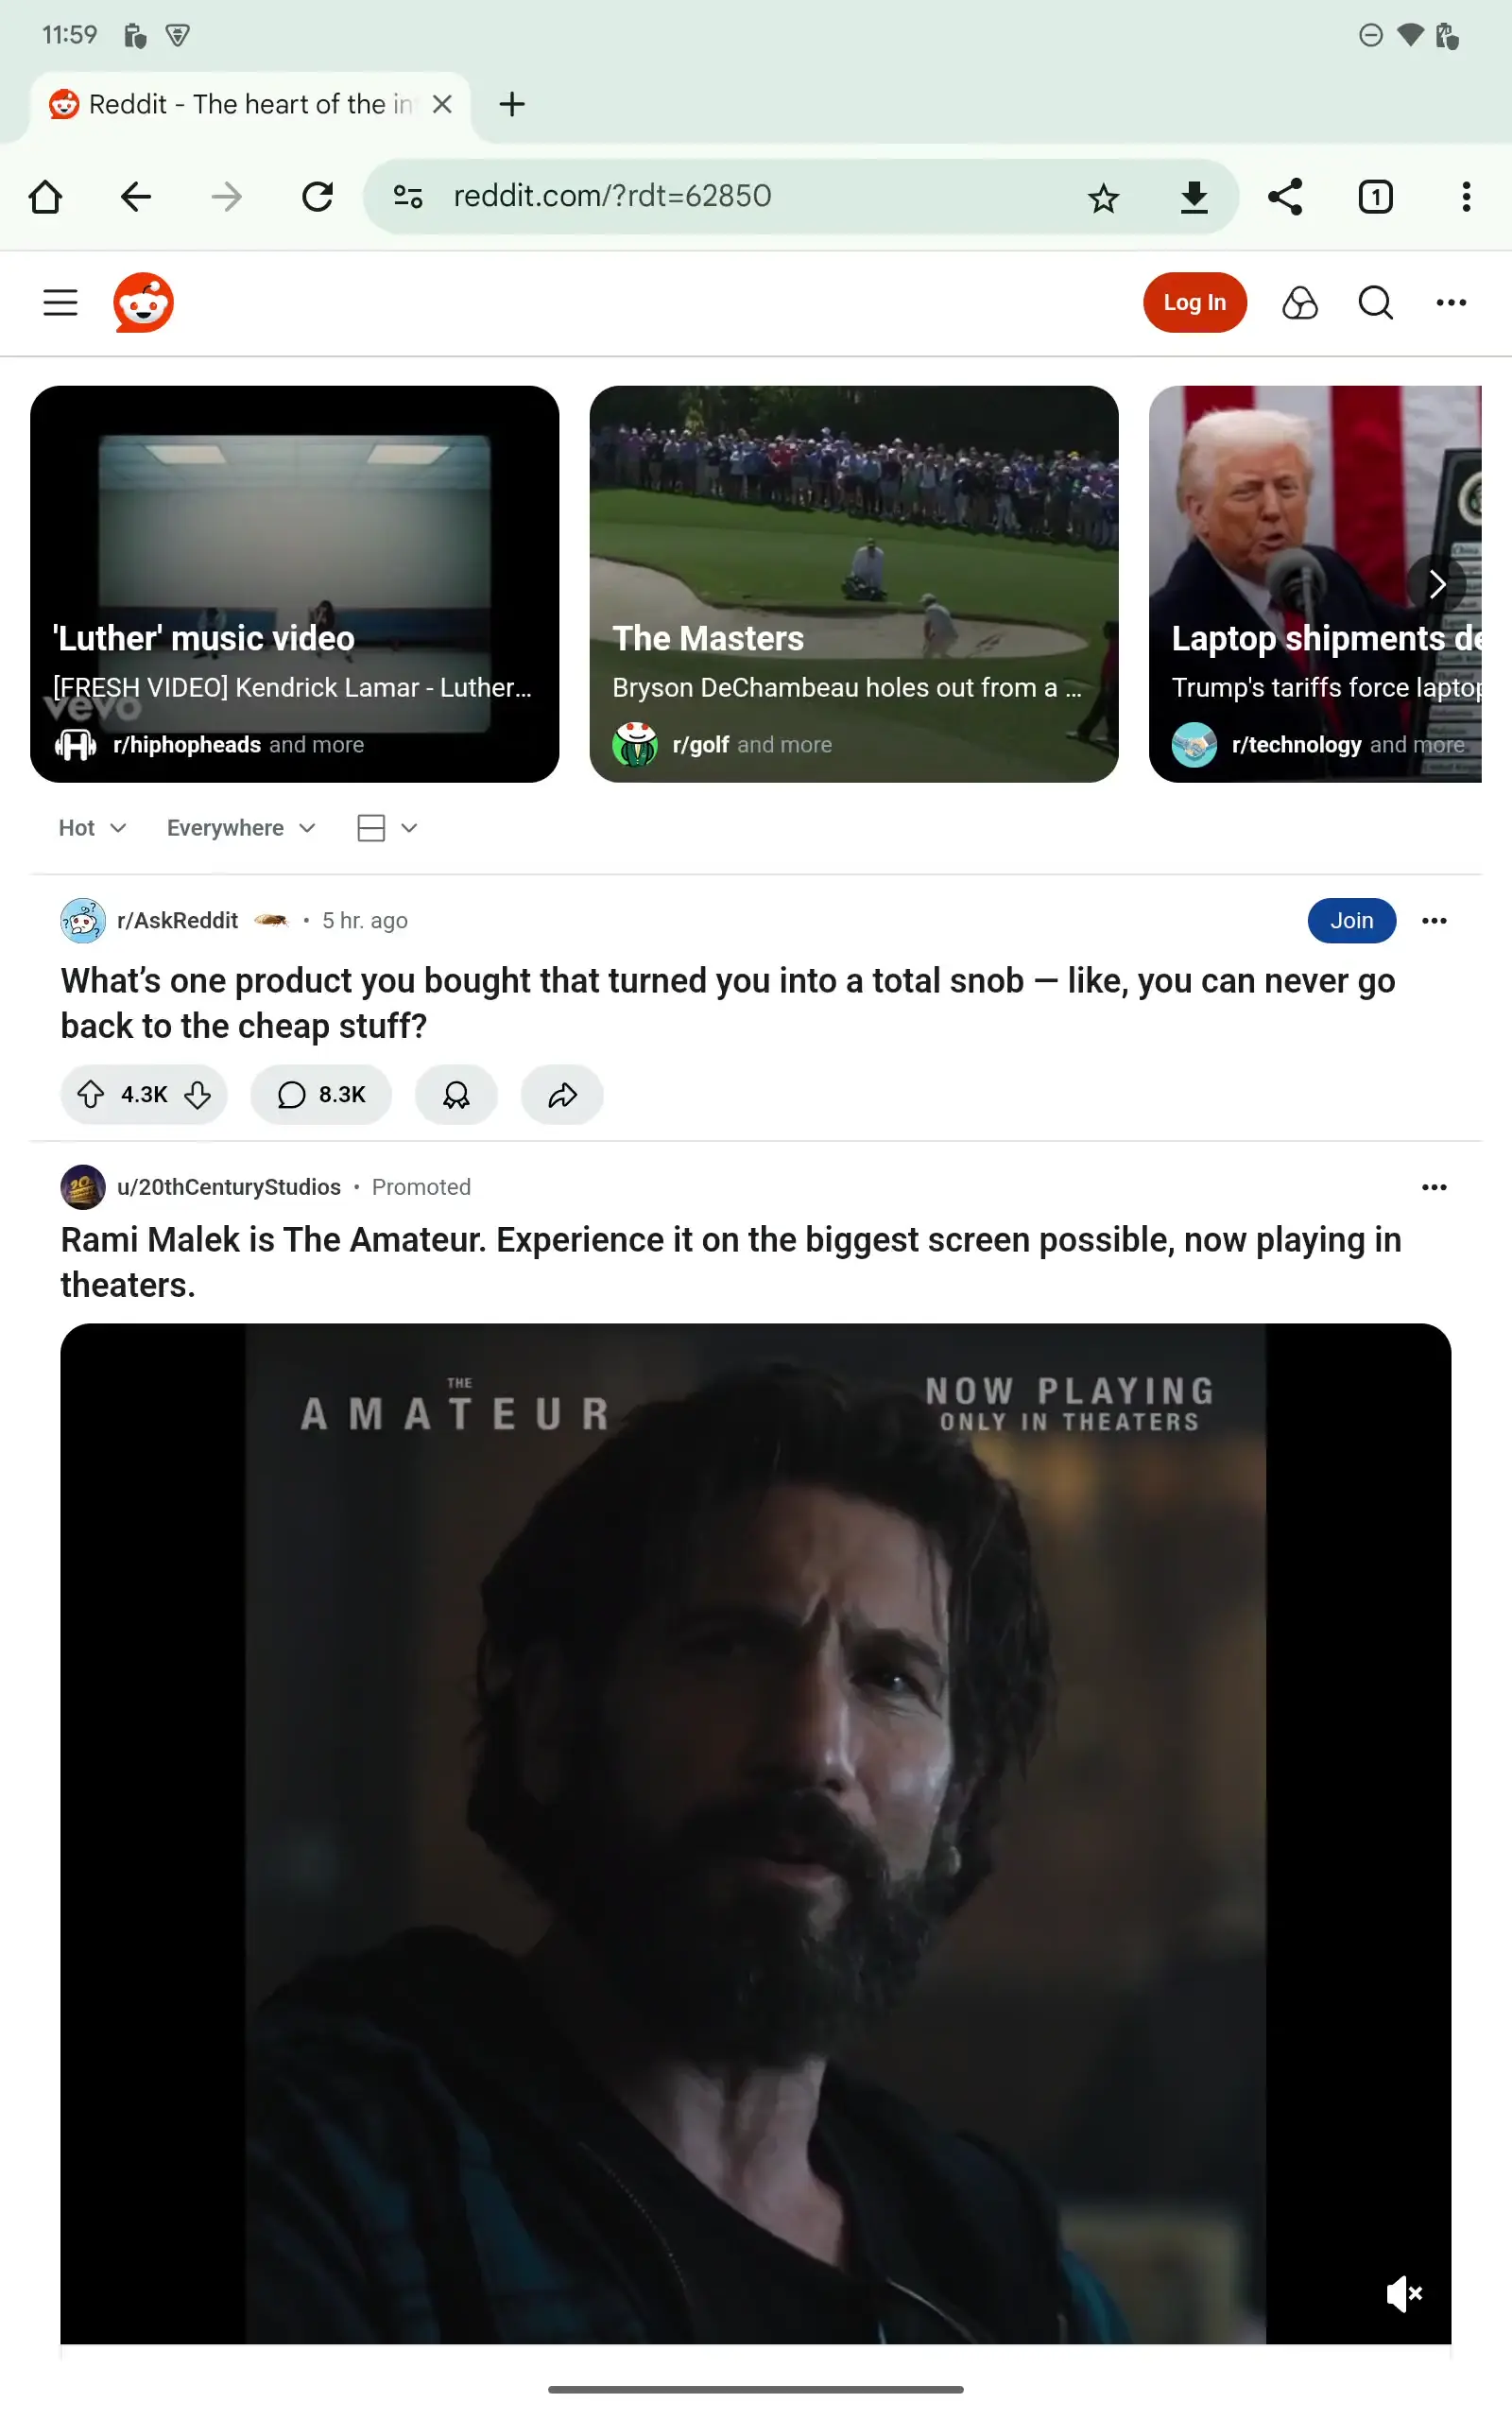 11:59
Reddit - The heart of the in
reddit.com/?rdt=62850
1
Log In
'Luther' music video
[FRESH VIDEO] Kendrick Lamar - Luther...
vevo
r/hiphopheads and more
The Masters
Bryson DeChambeau holes out from a ...
r/golf and more
Laptop shipments de
Trump's tariffs force laptop
r/technology and more
Hot
Everywhere
r/AskReddit • 5 hr. ago
Join
What’s one product you bought that turned you into a total snob — like, you can never go
back to the cheap stuff?
4.3K
8.3K
u/20thCenturyStudios • Promoted
Rami Malek is The Amateur. Experience it on the biggest screen possible, now playing in
theaters.
THE
AMATEUR
NOW PLAYING
ONLY IN THEATERS